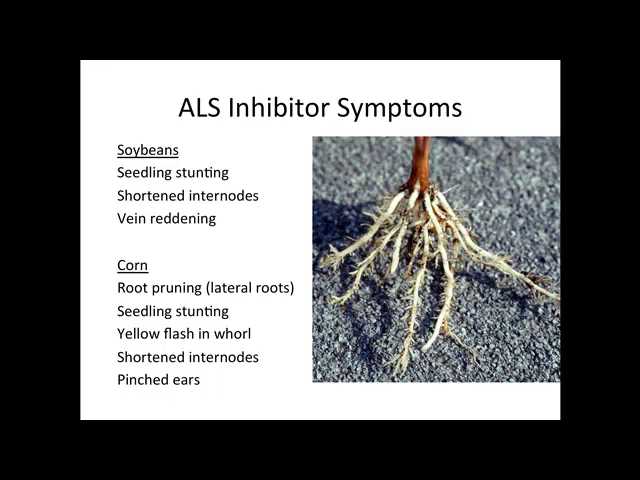 ALS Inhibitor Symptoms
Soybeans
Seedling stunting
Shortened internodes
Vein reddening
Corn
Root pruning (lateral roots)
Seedling stunting
Yellow flash in whorl
Shortened internodes
Pinched ears